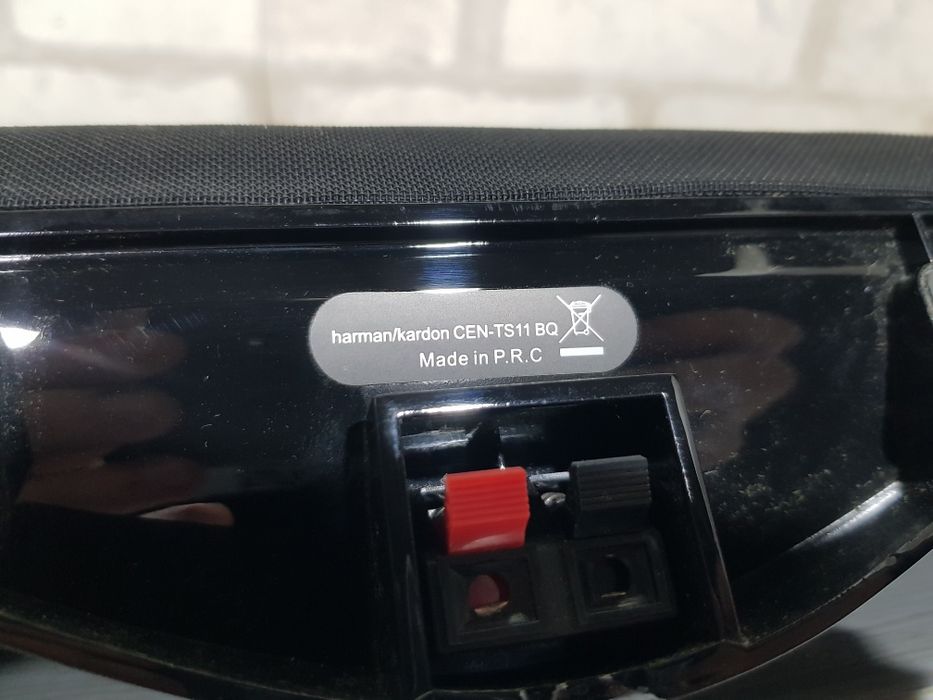 harman/kardon CEN-TS11 BQ
Made in P.R.C